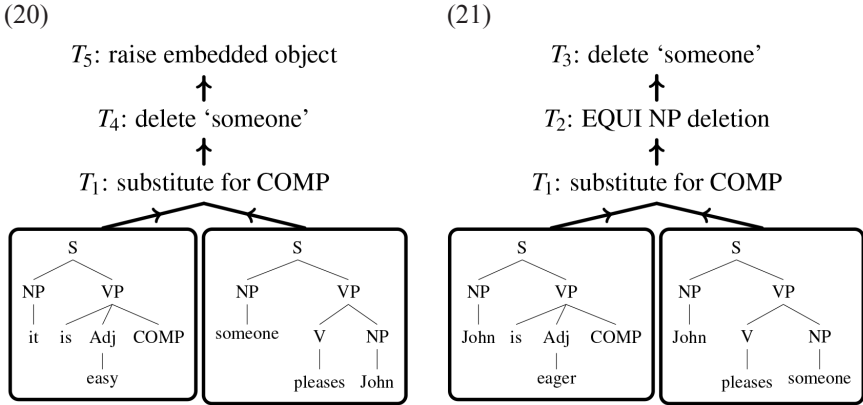 (20)
T₅: raise embedded object
T₄: delete ‘someone’
T₁: substitute for COMP
S
NP VP
it is Adj COMP
easy
S
NP VP
someone V NP
pleases John
(21)
T₃: delete ‘someone’
T₂: EQUI NP deletion
T₁: substitute for COMP
S
NP VP
John is Adj COMP
eager
S
NP VP
John V NP
pleases someone